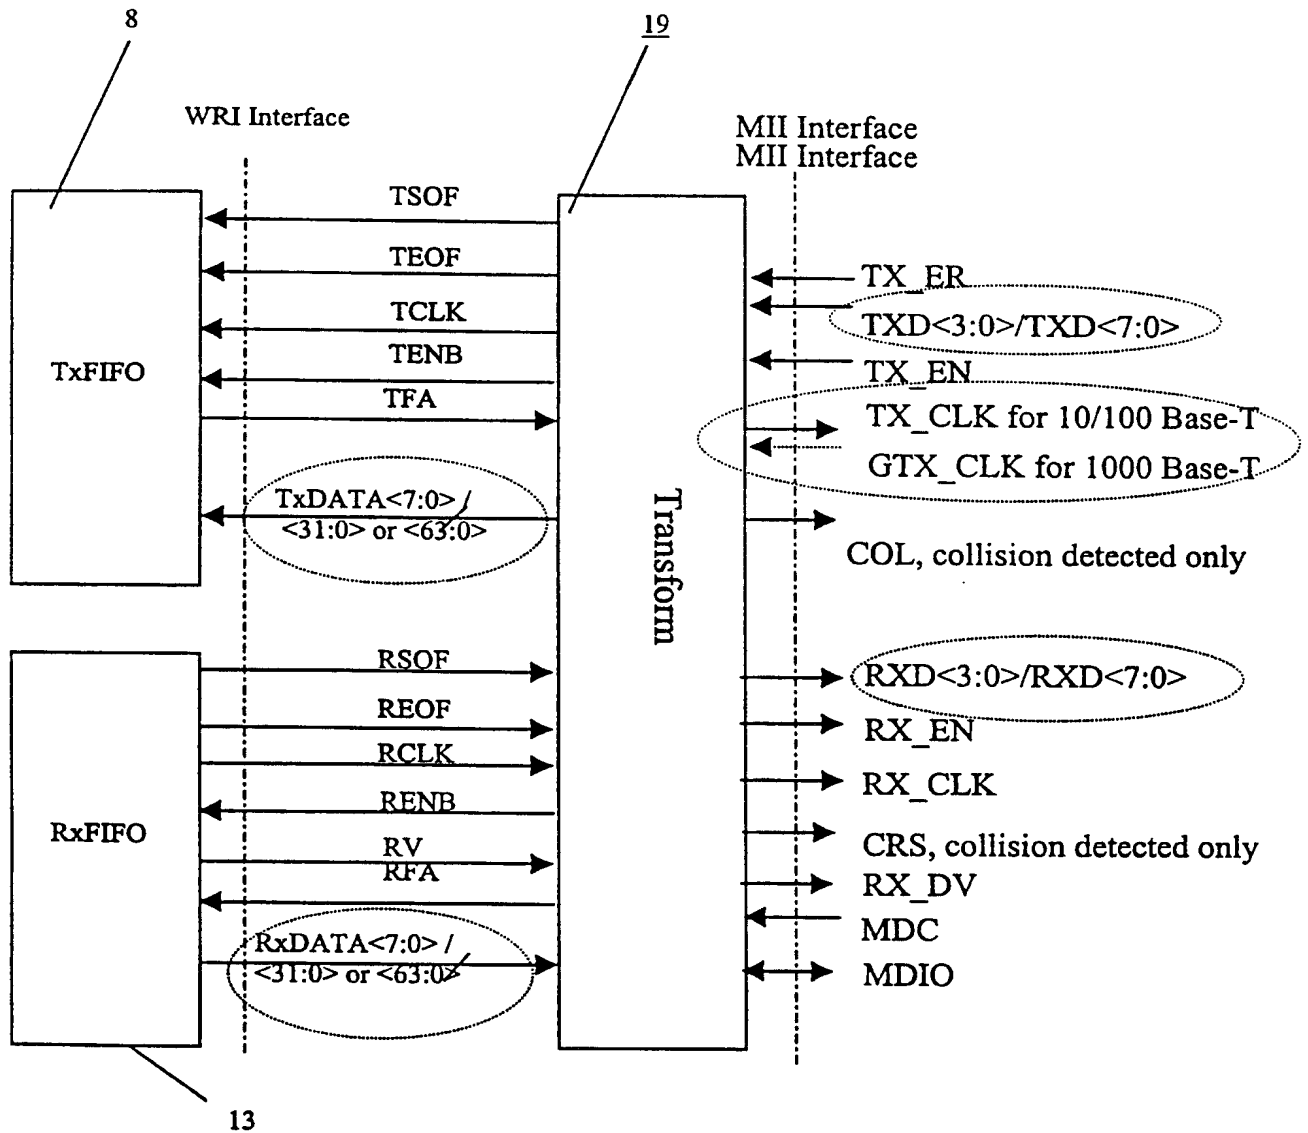 8
19
WRI Interface
MII Interface
MII Interface
TSOF
TEOF
TCLK
TENB
TFA
TxDATA<7:0> /
<31:0> or <63:0>
TxFIFO
Transform
TX_ER
TXD<3:0>/TXD<7:0>
TX_EN
TX_CLK for 10/100 Base-T
GTX_CLK for 1000 Base-T
COL, collision detected only
RSOF
REOF
RCLK
RENB
RV
RFA
RxDATA<7:0> /
<31:0> or <63:0>
RxFIFO
RXD<3:0>/RXD<7:0>
RX_EN
RX_CLK
CRS, collision detected only
RX_DV
MDC
MDIO
13